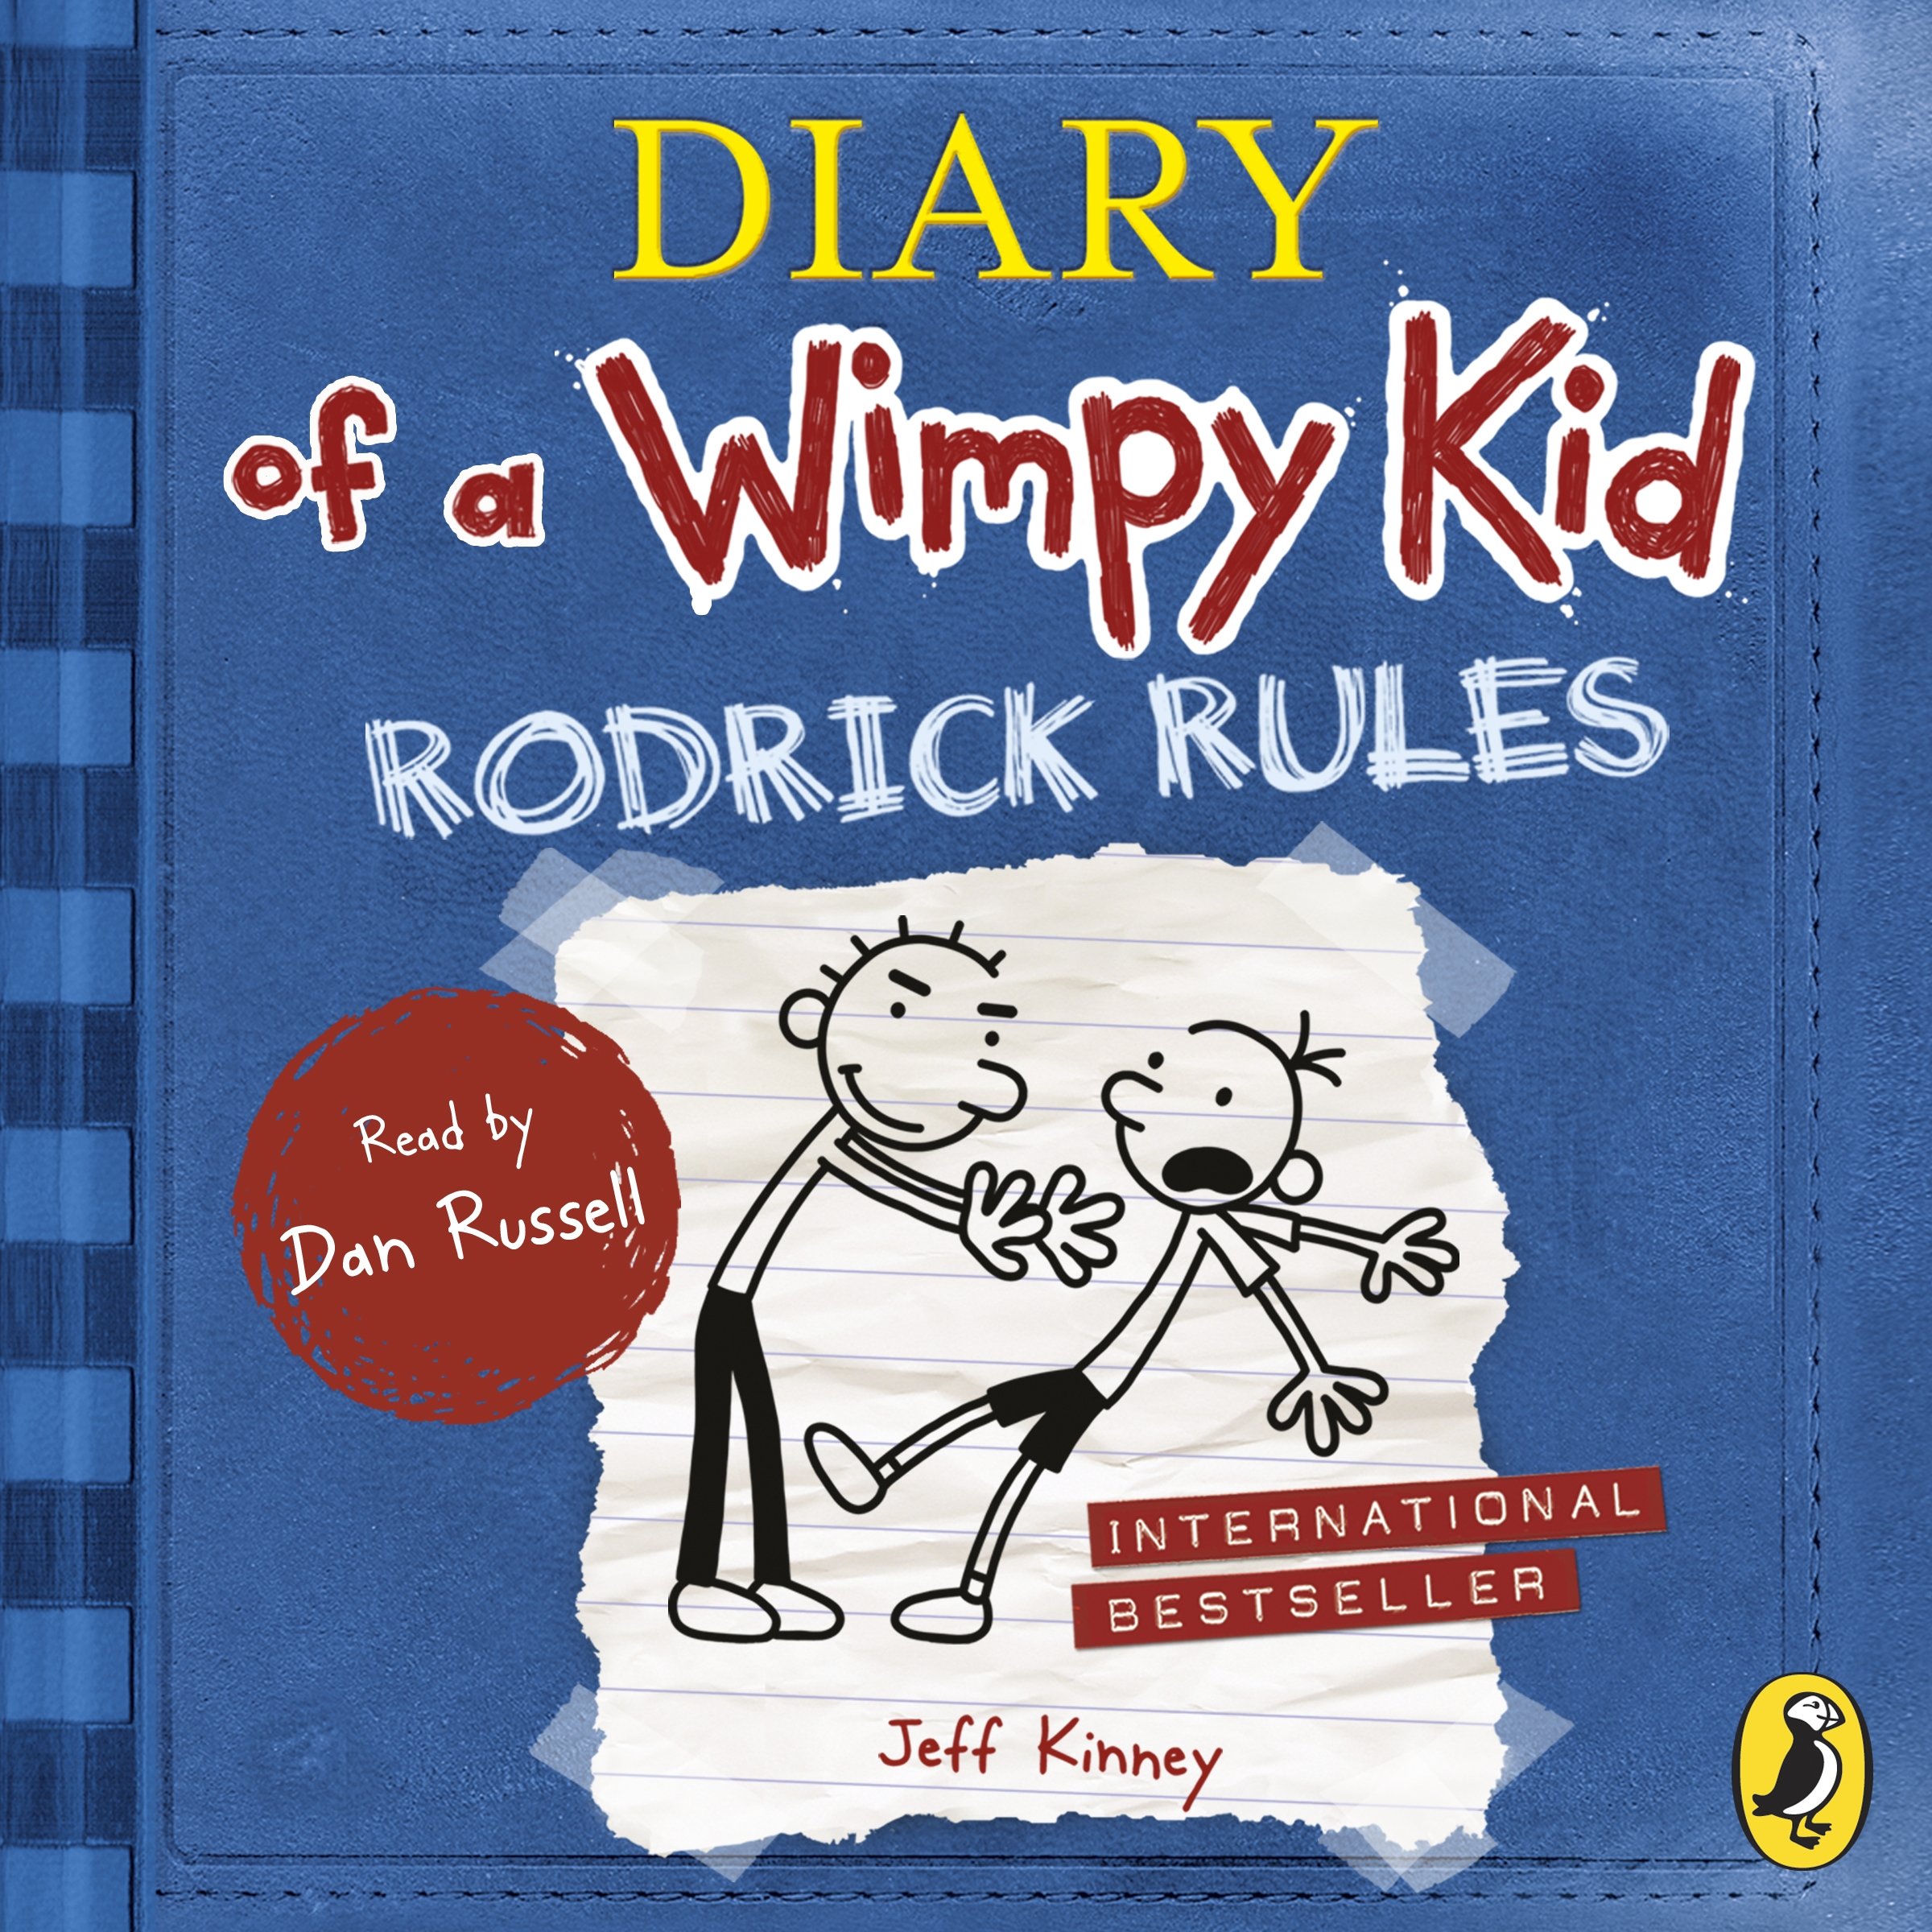 DIARY
of a Wimpy Kid
RODRICK RULES
Read by
Dan Russell
INTERNATIONAL
BESTSELLER
Jeff Kinney